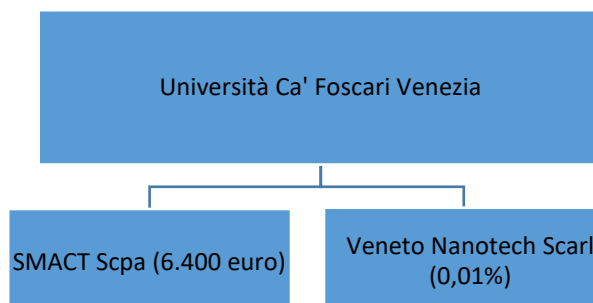 Università Ca' Foscari Venezia
SMACT Scpa (6.400 euro)
Veneto Nanotech Scarl
(0,01%)